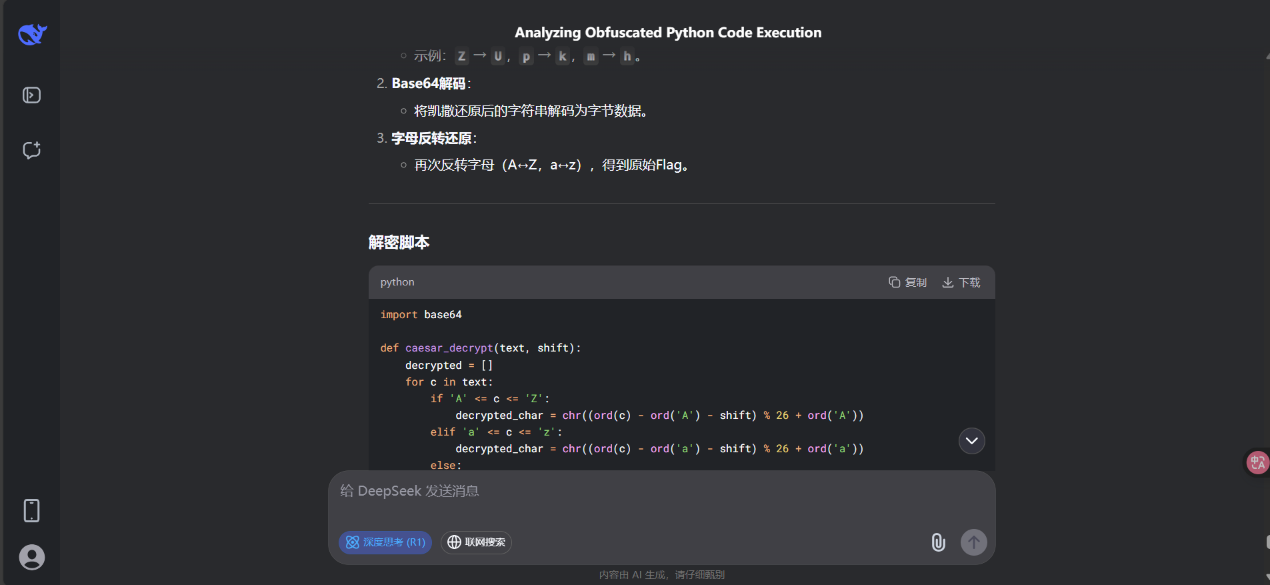 Analyzing Obfuscated Python Code Execution
○ 示例: Z → U, p → k, m → h。
2. Base64解码:
○ 将凯撒还原后的字符串解码为字节数据。
3. 字母反转还原:
○ 再次反转字母（A↔Z，a↔z），得到原始Flag。
解密脚本
python 复制 下载
import base64
def caesar_decrypt(text, shift):
    decrypted = []
    for c in text:
        if 'A' <= c <= 'Z':
            decrypted_char = chr((ord(c) - ord('A') - shift) % 26 + ord('A'))
        elif 'a' <= c <= 'z':
            decrypted_char = chr((ord(c) - ord('a') - shift) % 26 + ord('a'))
        else:
给 DeepSeek 发送消息
深度思考 (R1) 联网搜索
内容由 AI 生成，请仔细甄别
中A